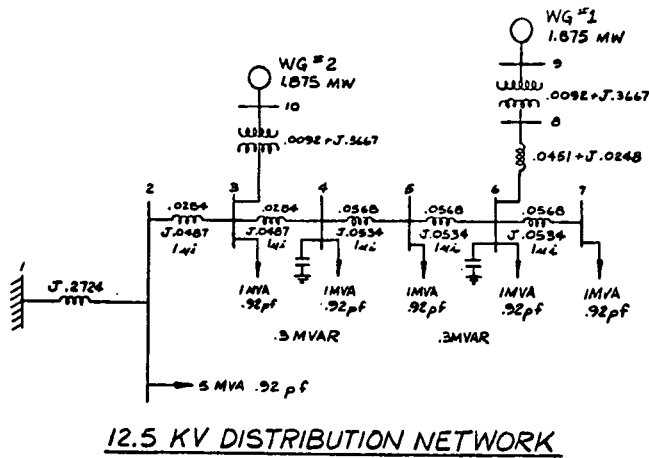 WG #1
1.875 MW
WG #2
1.875 MW
9
10
.0092 + J.3667
8
.0092 + J.3667
.0451 + J.0248
2
3
4
5
6
7
.0284
.0284
.0568
.0568
.0568
J.0487
J.0487
J.0534
J.0534
J.0534
1mi
1mi
1mi
1mi
1mi
1
J.2724
1MVA
.92pf
1MVA
.92pf
1MVA
.92pf
1MVA
.92pf
1MVA
.92pf
.3 MVAR
.3MVAR
5 MVA .92 pf
12.5 KV DISTRIBUTION NETWORK